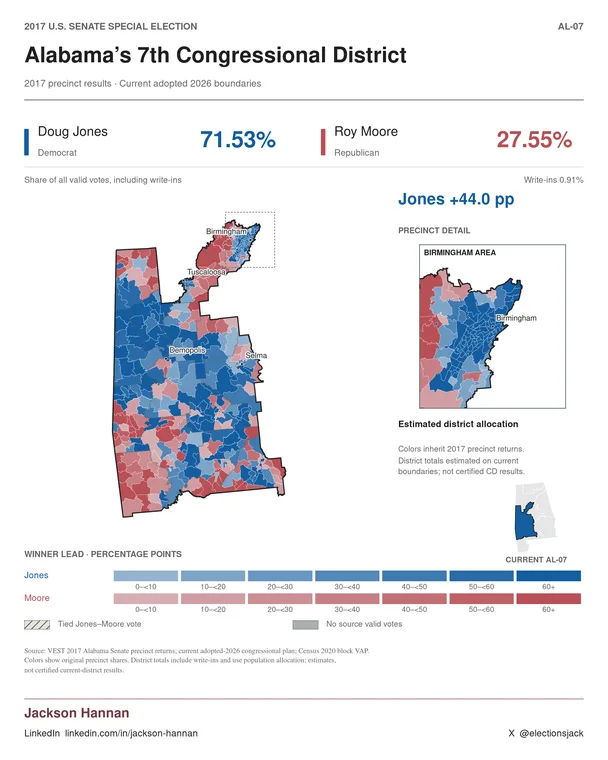 2017 U.S. SENATE SPECIAL ELECTION
AL-07
Alabama’s 7th Congressional District
2017 precinct results · Current adopted 2026 boundaries
Doug Jones
Democrat
71.53%
Roy Moore
Republican
27.55%
Share of all valid votes, including write-ins
Write-ins 0.91%
Jones +44.0 pp
PRECINCT DETAIL
BIRMINGHAM AREA
Birmingham
Birmingham
Tuscaloosa
Demopolis
Selma
Estimated district allocation
Colors inherit 2017 precinct returns.
District totals estimated on current
boundaries; not certified CD results.
CURRENT AL-07
WINNER LEAD · PERCENTAGE POINTS
Jones
0–<10 10–<20 20–<30 30–<40 40–<50 50–<60 60+
Moore
0–<10 10–<20 20–<30 30–<40 40–<50 50–<60 60+
Tied Jones–Moore vote
No source valid votes
Source: VEST 2017 Alabama Senate precinct returns; current adopted-2026 congressional plan; Census 2020 block VAP.
Colors show original precinct shares. District totals include write-ins and use population allocation; estimates,
not certified current-district results.
Jackson Hannan
LinkedIn linkedin.com/in/jackson-hannan
X @electionsjack